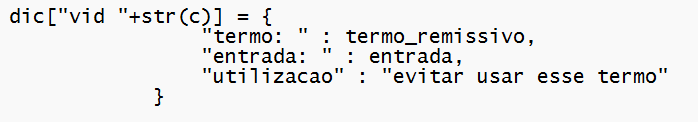 dic["vid "+str(c)] = {
"termo: " : termo_remissivo,
"entrada: " : entrada,
"utilizacao" : "evitar usar esse termo"
}